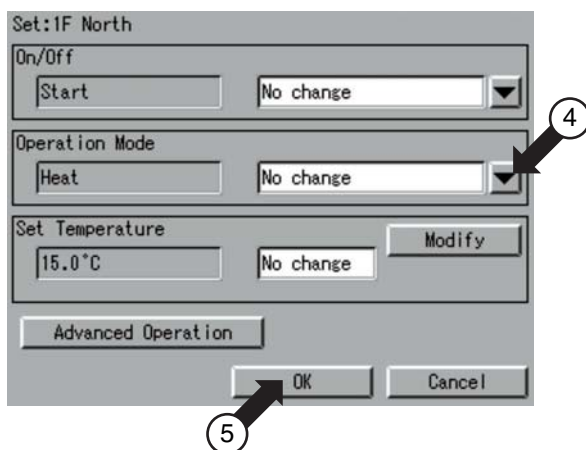 Set:1F North
On/Off
Start No change
4
Operation Mode
Heat No change
Set Temperature
Modify
15.0°C No change
Advanced Operation
OK Cancel
5